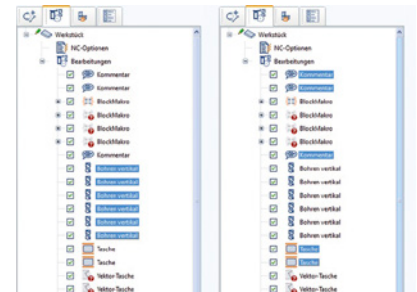 Werkstück
NC-Optionen
Bearbeitungen
Kommentar
Kommentar
BlockMakro
BlockMakro
BlockMakro
BlockMakro
Kommentar
Bohren vertikal
Bohren vertikal
Bohren vertikal
Bohren vertikal
Bohren vertikal
Bohren vertikal
Tasche
Tasche
Vektor-Tasche
Vektor-Tasche
Werkstück
NC-Optionen
Bearbeitungen
Kommentar
Kommentar
BlockMakro
BlockMakro
BlockMakro
BlockMakro
Kommentar
Bohren vertikal
Bohren vertikal
Bohren vertikal
Bohren vertikal
Bohren vertikal
Bohren vertikal
Tasche
Tasche
Vektor-Tasche
Vektor-Tasche